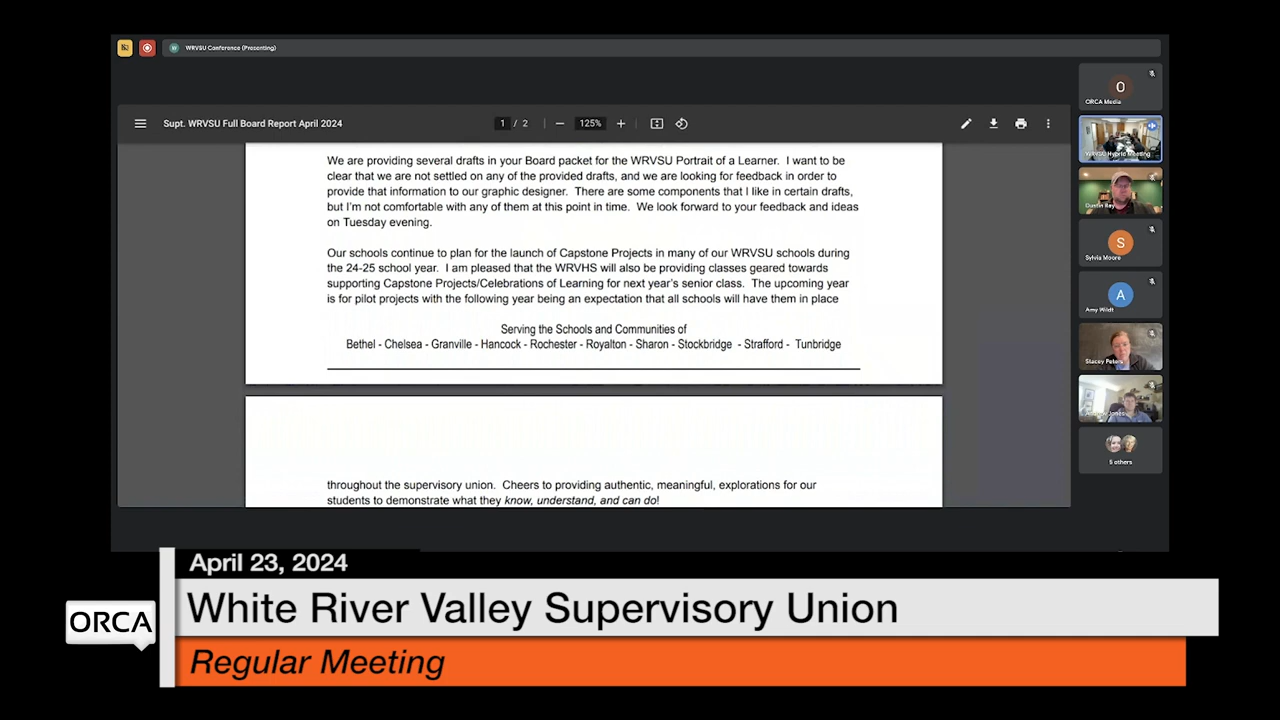 WRVSU Conference (Presenting)
Supt. WRVSU Full Board Report April 2024
1 / 2
125%
We are providing several drafts in your Board packet for the WRVSU Portrait of a Learner. I want to be
clear that we are not settled on any of the provided drafts, and we are looking for feedback in order to
provide that information to our graphic designer. There are some components that I like in certain drafts,
but I'm not comfortable with any of them at this point in time. We look forward to your feedback and ideas
on Tuesday evening.
Our schools continue to plan for the launch of Capstone Projects in many of our WRVSU schools during
the 24-25 school year. I am pleased that the WRVHS will also be providing classes geared towards
supporting Capstone Projects/Celebrations of Learning for next year's senior class. The upcoming year
is for pilot projects with the following year being an expectation that all schools will have them in place
Serving the Schools and Communities of
Bethel - Chelsea - Granville - Hancock - Rochester - Royalton - Sharon - Stockbridge - Strafford - Tunbridge
throughout the supervisory union. Cheers to providing authentic, meaningful, explorations for our
students to demonstrate what they know, understand, and can do!
O
ORCA Media
WRVSU Hybrid Meeting
Dustin Ray
S
Sylvia Moore
A
Amy Wildt
Stacey Peters
Jones
5 others
April 23, 2024
White River Valley Supervisory Union
ORCA
Regular Meeting